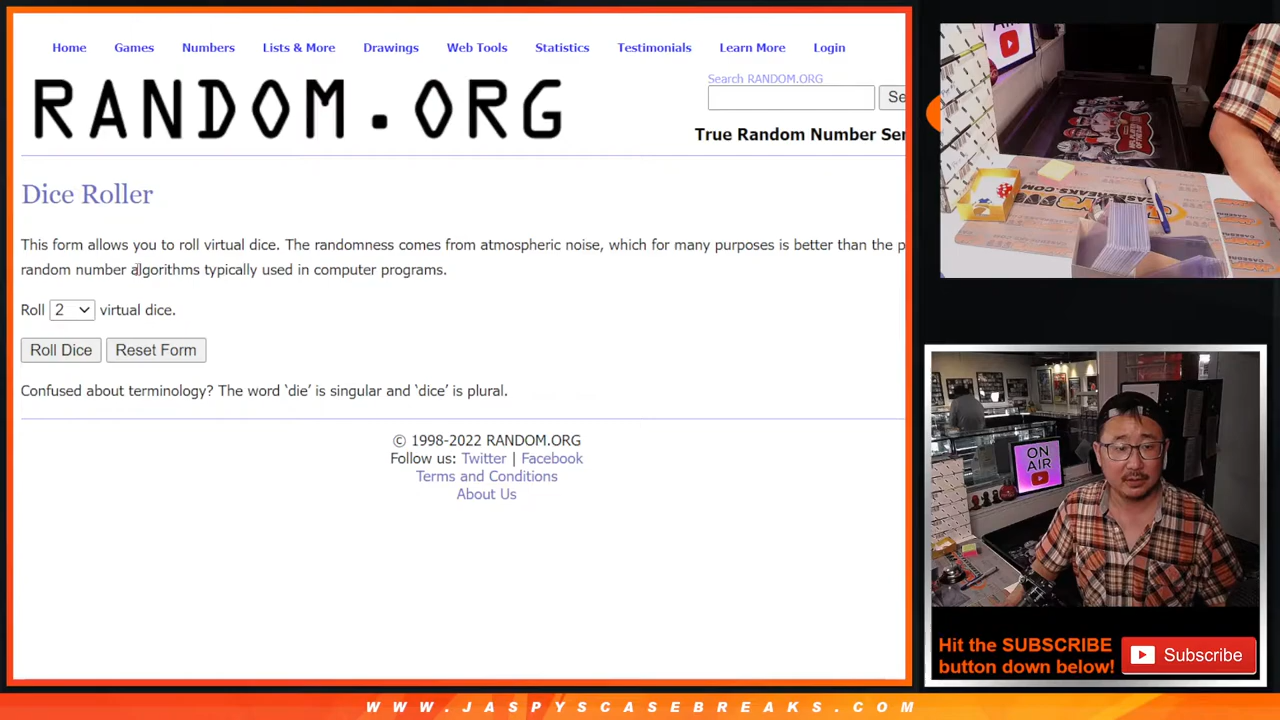 Home Games Numbers Lists & More Drawings Web Tools Statistics Testimonials Learn More Login
RANDOM.ORG
Search RANDOM.ORG
Se
True Random Number Ser
Dice Roller
This form allows you to roll virtual dice. The randomness comes from atmospheric noise, which for many purposes is better than the p
random number algorithms typically used in computer programs.
Roll 2 virtual dice.
Roll Dice Reset Form
Confused about terminology? The word ‘die’ is singular and ‘dice’ is plural.
© 1998-2022 RANDOM.ORG
Follow us: Twitter | Facebook
Terms and Conditions
About Us
ON
AIR
Hit the SUBSCRIBE
button down below!
Subscribe
WWW.JASPYSCASEBREAKS.COM